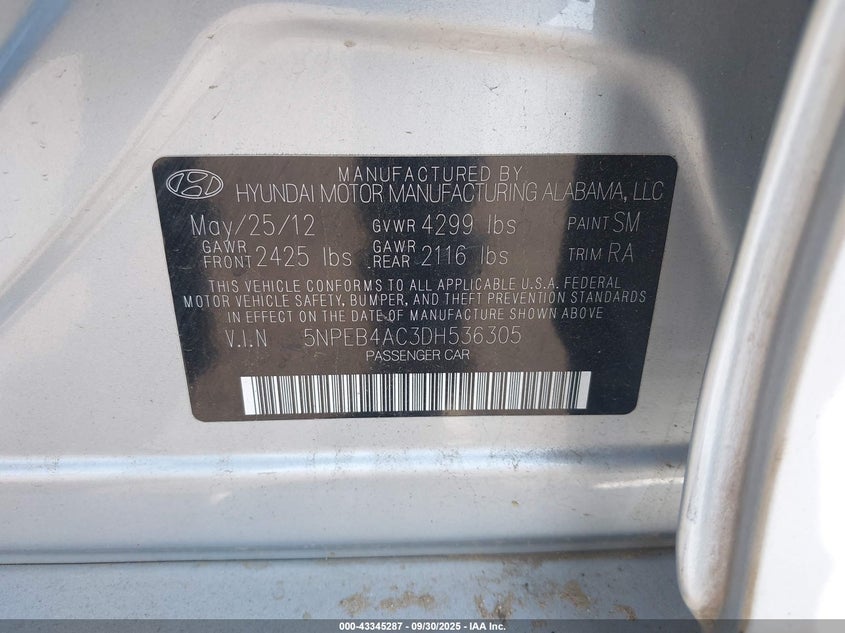 MANUFACTURED BY
HYUNDAI MOTOR MANUFACTURING ALABAMA, LLC
May/25/12 GVWR 4299 lbs PAINT SM
GAWR FRONT 2425 lbs GAWR REAR 2116 lbs TRIM RA
THIS VEHICLE CONFORMS TO ALL APPLICABLE U.S.A. FEDERAL
MOTOR VEHICLE SAFETY, BUMPER, AND THEFT PREVENTION STANDARDS
IN EFFECT ON THE DATE OF MANUFACTURE SHOWN ABOVE.
V.I.N 5NPEB4AC3DH536305
PASSENGER CAR
000-43345287 - 09/30/2025 - IAA Inc.